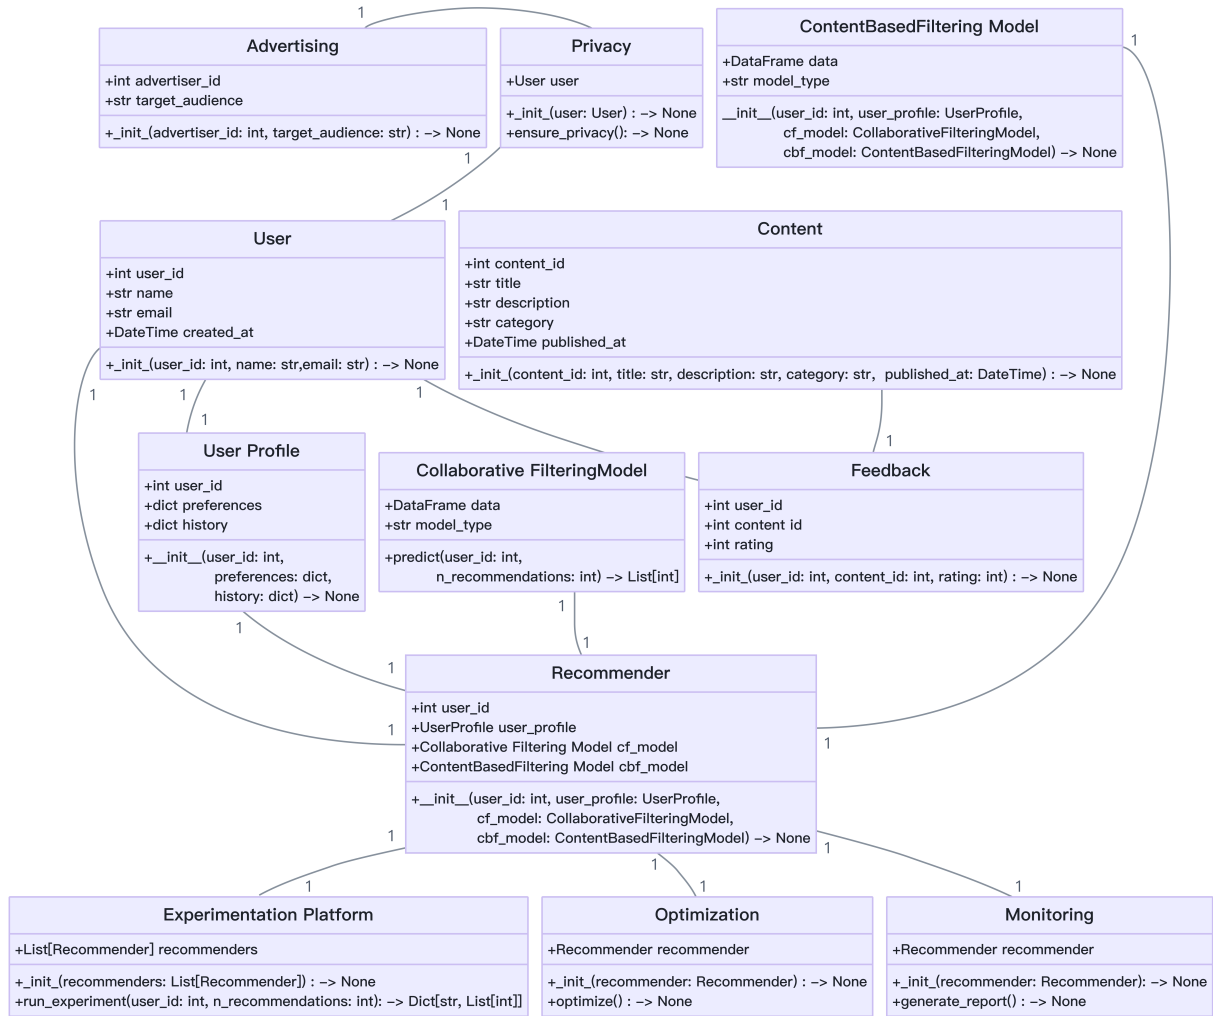 1
Advertising
+int advertiser_id
+str target_audience
+_init_(advertiser_id: int, target_audience: str) : –> None
Privacy
+User user
+_init_(user: User) : –> None
+ensure_privacy(): –> None
ContentBasedFiltering Model
+DataFrame data
+str model_type
__init__(user_id: int, user_profile: UserProfile,
cf_model: CollaborativeFilteringModel,
cbf_model: ContentBasedFilteringModel) –> None
1
1
1
User
+int user_id
+str name
+str email
+DateTime created_at
+_init_(user_id: int, name: str,email: str) : –> None
Content
+int content_id
+str title
+str description
+str category
+DateTime published_at
+_init_(content_id: int, title: str, description: str, category: str,  published_at: DateTime) : –> None
1
1
1
1
1
User Profile
+int user_id
+dict preferences
+dict history
+__init__(user_id: int,
preferences: dict,
history: dict) –> None
Collaborative FilteringModel
+DataFrame data
+str model_type
+predict(user_id: int,
n_recommendations: int) –> List[int]
Feedback
+int user_id
+int content id
+int rating
+_init_(user_id: int, content_id: int, rating: int) : –> None
1
1
1
1
1
1
Recommender
+int user_id
+UserProfile user_profile
+Collaborative Filtering Model cf_model
+ContentBasedFiltering Model cbf_model
+__init__(user_id: int, user_profile: UserProfile,
cf_model: CollaborativeFilteringModel,
cbf_model: ContentBasedFilteringModel) –> None
1
1
1
1
1
1
Experimentation Platform
+List[Recommender] recommenders
+_init_(recommenders: List[Recommender]) : –> None
+run_experiment(user_id: int, n_recommendations: int): –> Dict[str, List[int]]
Optimization
+Recommender recommender
+_init_(recommender: Recommender) : –> None
+optimize() : –> None
Monitoring
+Recommender recommender
+_init_(recommender: Recommender): –> None
+generate_report() : –> None